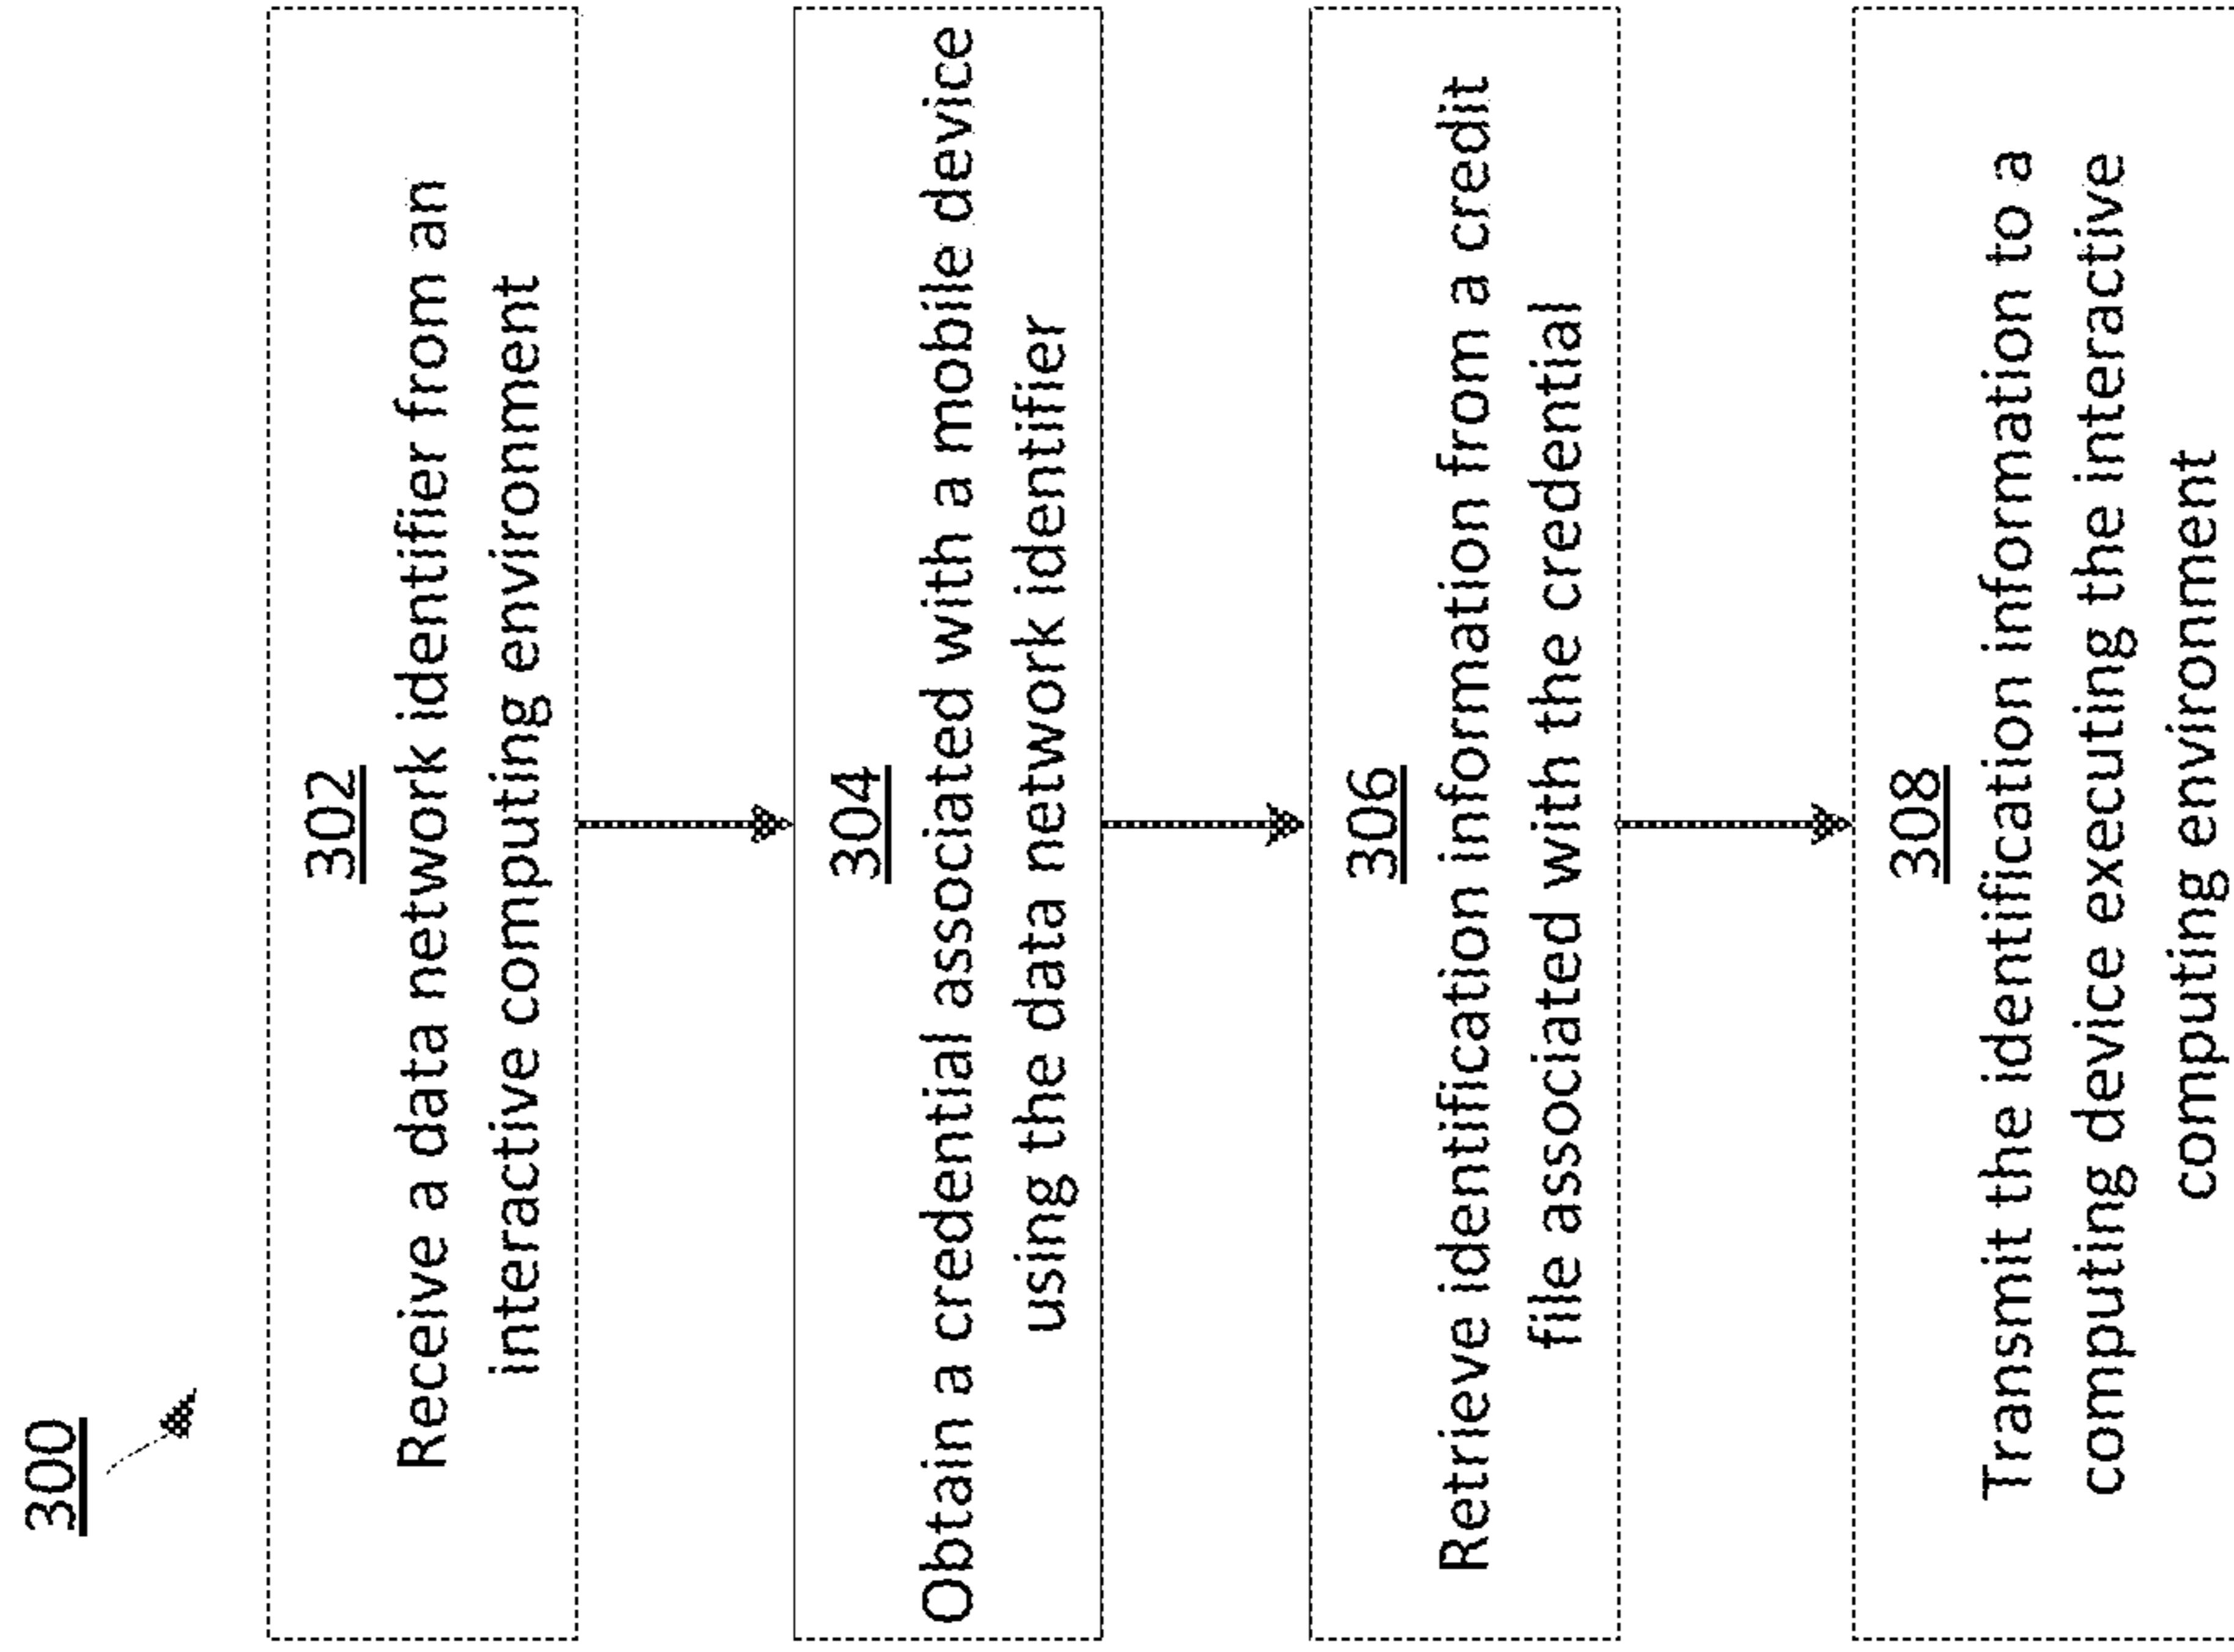 300
302
Receive a data network identifier from an
interactive computing environment
304
Obtain a credential associated with a mobile device
using the data network identifier
306
Retrieve identification information from a credit
file associated with the credential
308
Transmit the identification information to a
computing device executing the interactive
computing environment